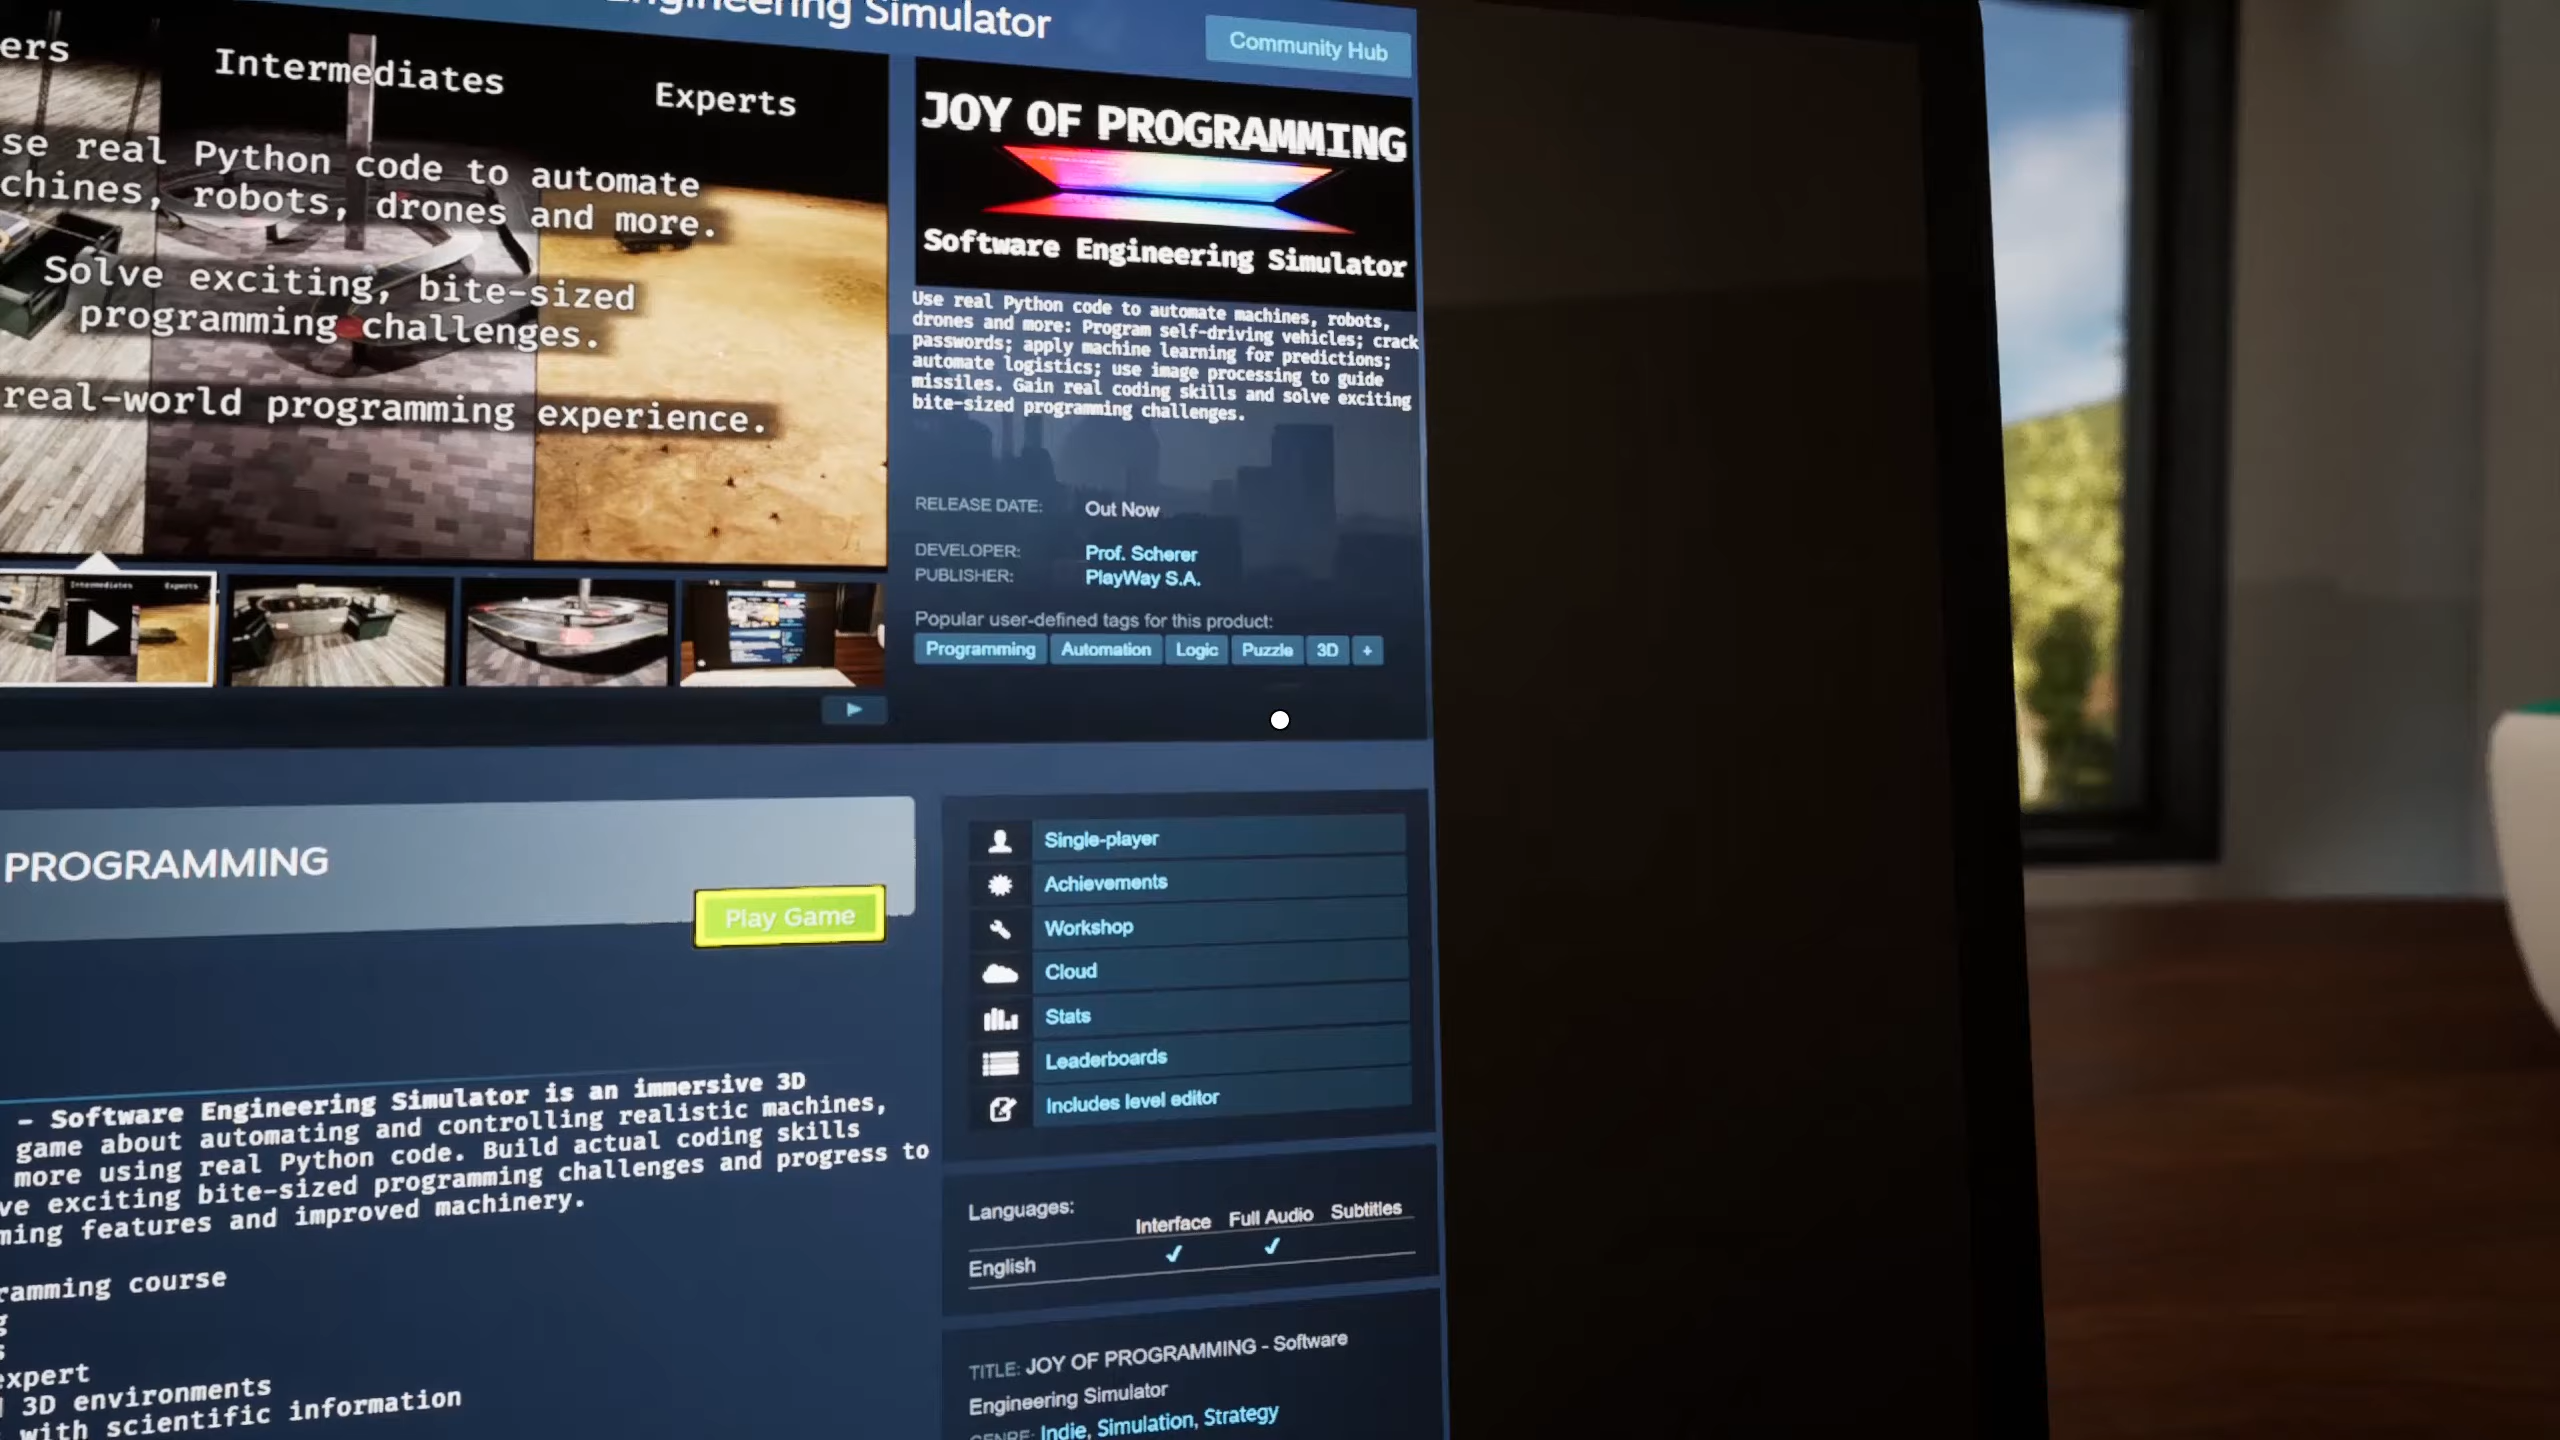 Engineering Simulator
Community Hub
ers
Intermediates
Experts
se real Python code to automate
chines, robots, drones and more.
Solve exciting, bite-sized
programming challenges.
real-world programming experience.
JOY OF PROGRAMMING
Software Engineering Simulator
Use real Python code to automate machines, robots,
drones and more: Program self-driving vehicles; crack
passwords; apply machine learning for predictions;
automate logistics; use image processing to guide
missiles. Gain real coding skills and solve exciting
bite-sized programming challenges.
RELEASE DATE: Out Now
DEVELOPER: Prof. Scherer
PUBLISHER: PlayWay S.A.
Popular user-defined tags for this product:
Programming Automation Logic Puzzle 3D +
Intermediates Experts
PROGRAMMING
Play Game
Single-player
Achievements
Workshop
Cloud
Stats
Leaderboards
Includes level editor
– Software Engineering Simulator is an immersive 3D
game about automating and controlling realistic machines,
more using real Python code. Build actual coding skills
ve exciting bite-sized programming challenges and progress to
ming features and improved machinery.
ramming course
g
s
expert
3D environments
with scientific information
Languages:
Interface Full Audio Subtitles
English ✓ ✓
TITLE: JOY OF PROGRAMMING - Software
Engineering Simulator
GENRE: Indie, Simulation, Strategy